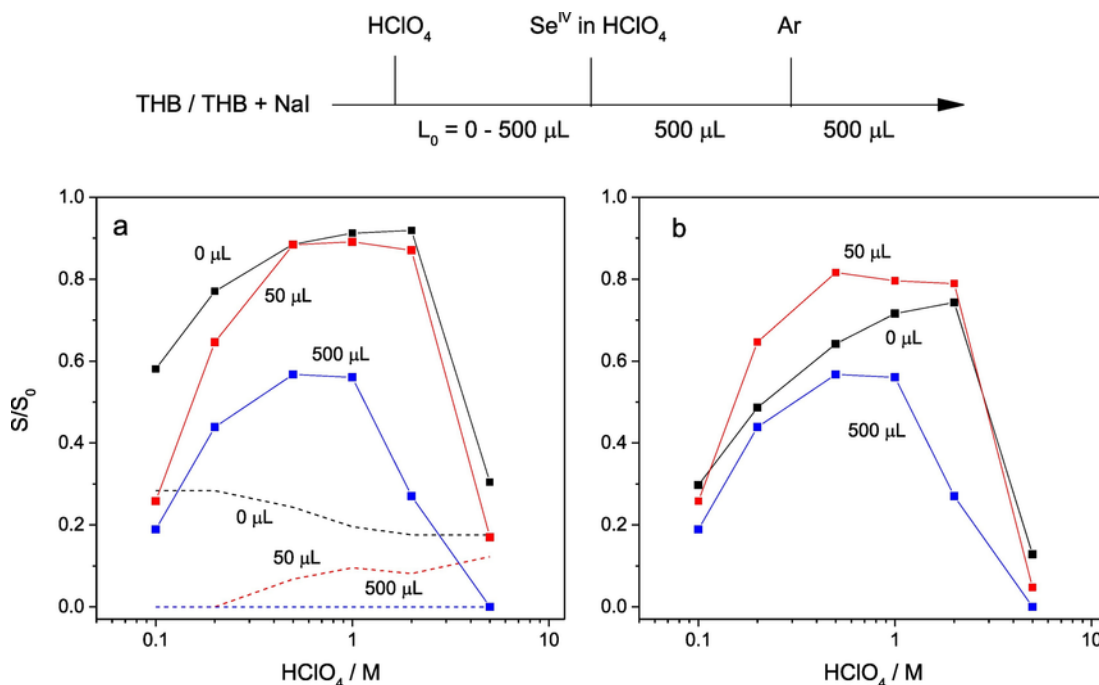 HClO₄ Seᴵⱽ in HClO₄ Ar
THB / THB + NaI
L₀ = 0 - 500 µL 500 µL 500 µL
a
b
S/S₀
1.0
0.8
0.6
0.4
0.2
0.0
0 µL
50 µL
500 µL
0 µL
50 µL
500 µL
0.1 1 10
HClO₄ / M
1.0
0.8
0.6
0.4
0.2
0.0
50 µL
0 µL
500 µL
0.1 1 10
HClO₄ / M